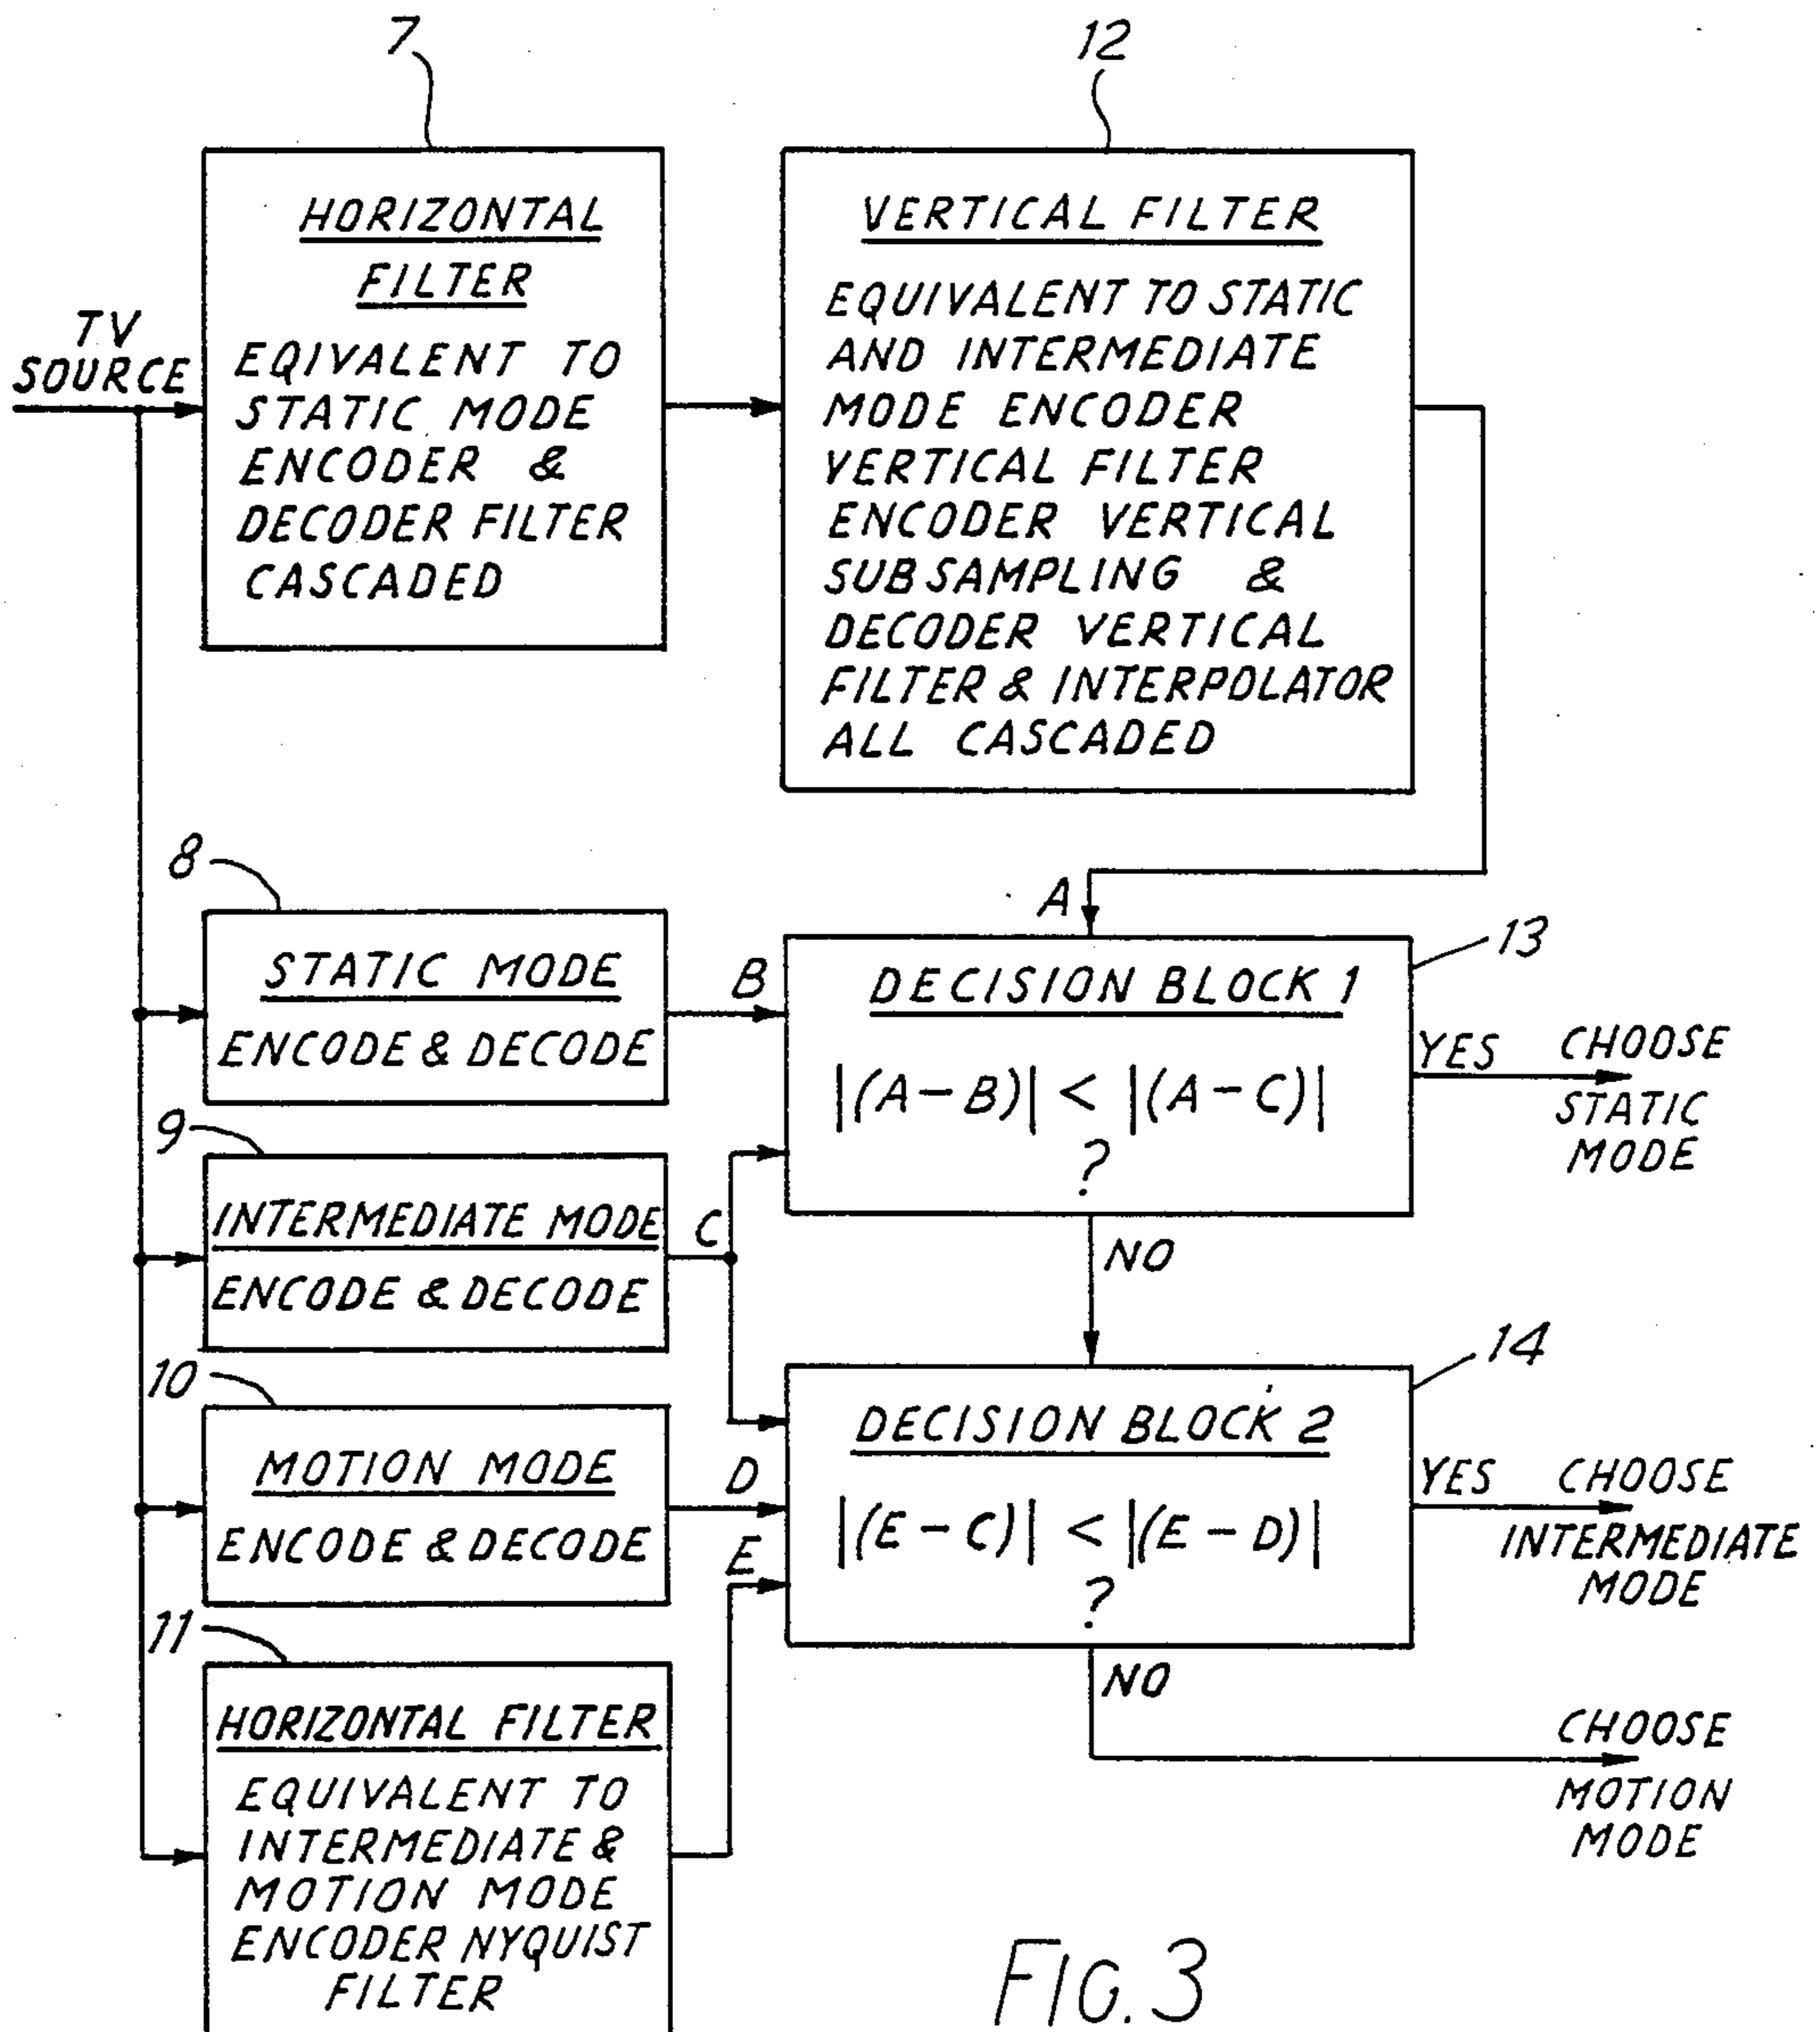 7
12
HORIZONTAL
FILTER
EQIVALENT TO
STATIC MODE
ENCODER &
DECODER FILTER
CASCADED
VERTICAL FILTER
EQUIVALENT TO STATIC
AND INTERMEDIATE
MODE ENCODER
VERTICAL FILTER
ENCODER VERTICAL
SUBSAMPLING &
DECODER VERTICAL
FILTER & INTERPOLATOR
ALL CASCADED
TV
SOURCE
8
STATIC MODE
ENCODE & DECODE
A
B
13
DECISION BLOCK 1
|(A-B)| < |(A-C)|
?
YES
CHOOSE
STATIC
MODE
9
INTERMEDIATE MODE
ENCODE & DECODE
C
NO
10
MOTION MODE
ENCODE & DECODE
D
E
14
DECISION BLOCK 2
|(E-C)| < |(E-D)|
?
YES
CHOOSE
INTERMEDIATE
MODE
11
HORIZONTAL FILTER
EQUIVALENT TO
INTERMEDIATE &
MOTION MODE
ENCODER NYQUIST
FILTER
NO
CHOOSE
MOTION
MODE
FIG. 3